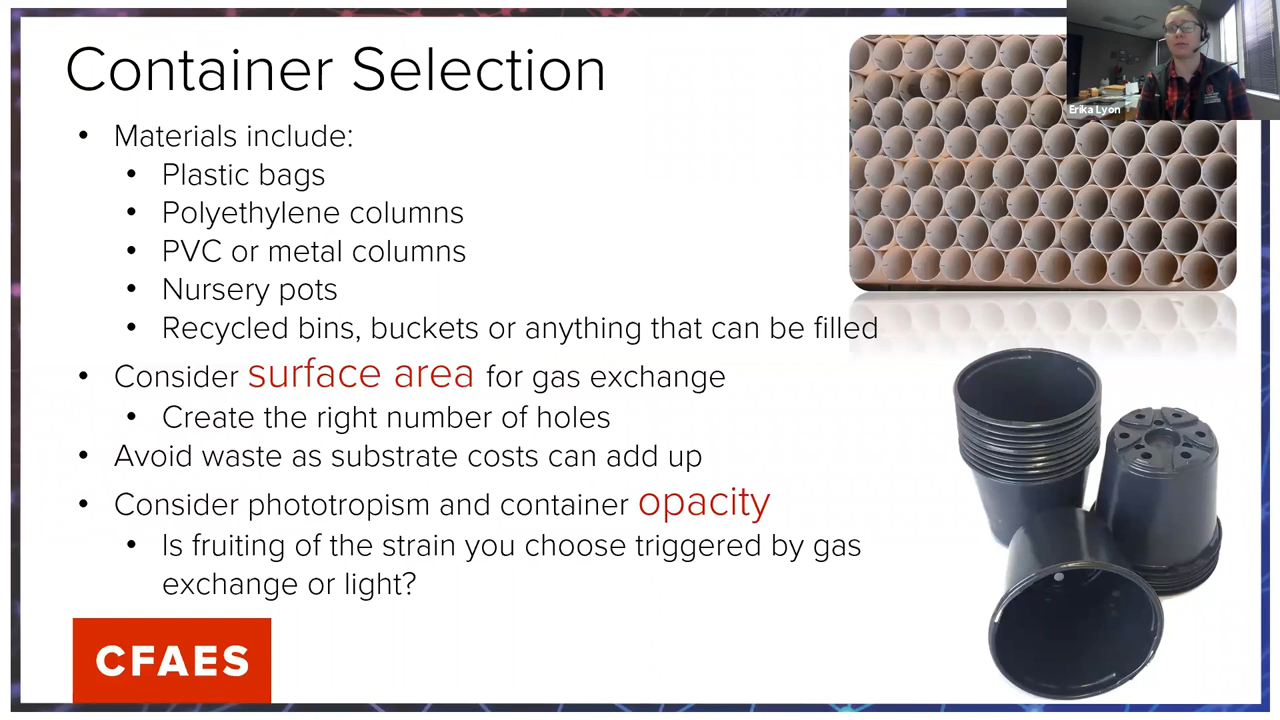 Container Selection
Erika Lyon
• Materials include:
• Plastic bags
• Polyethylene columns
• PVC or metal columns
• Nursery pots
• Recycled bins, buckets or anything that can be filled
• Consider surface area for gas exchange
• Create the right number of holes
• Avoid waste as substrate costs can add up
• Consider phototropism and container opacity
• Is fruiting of the strain you choose triggered by gas
exchange or light?
CFAES